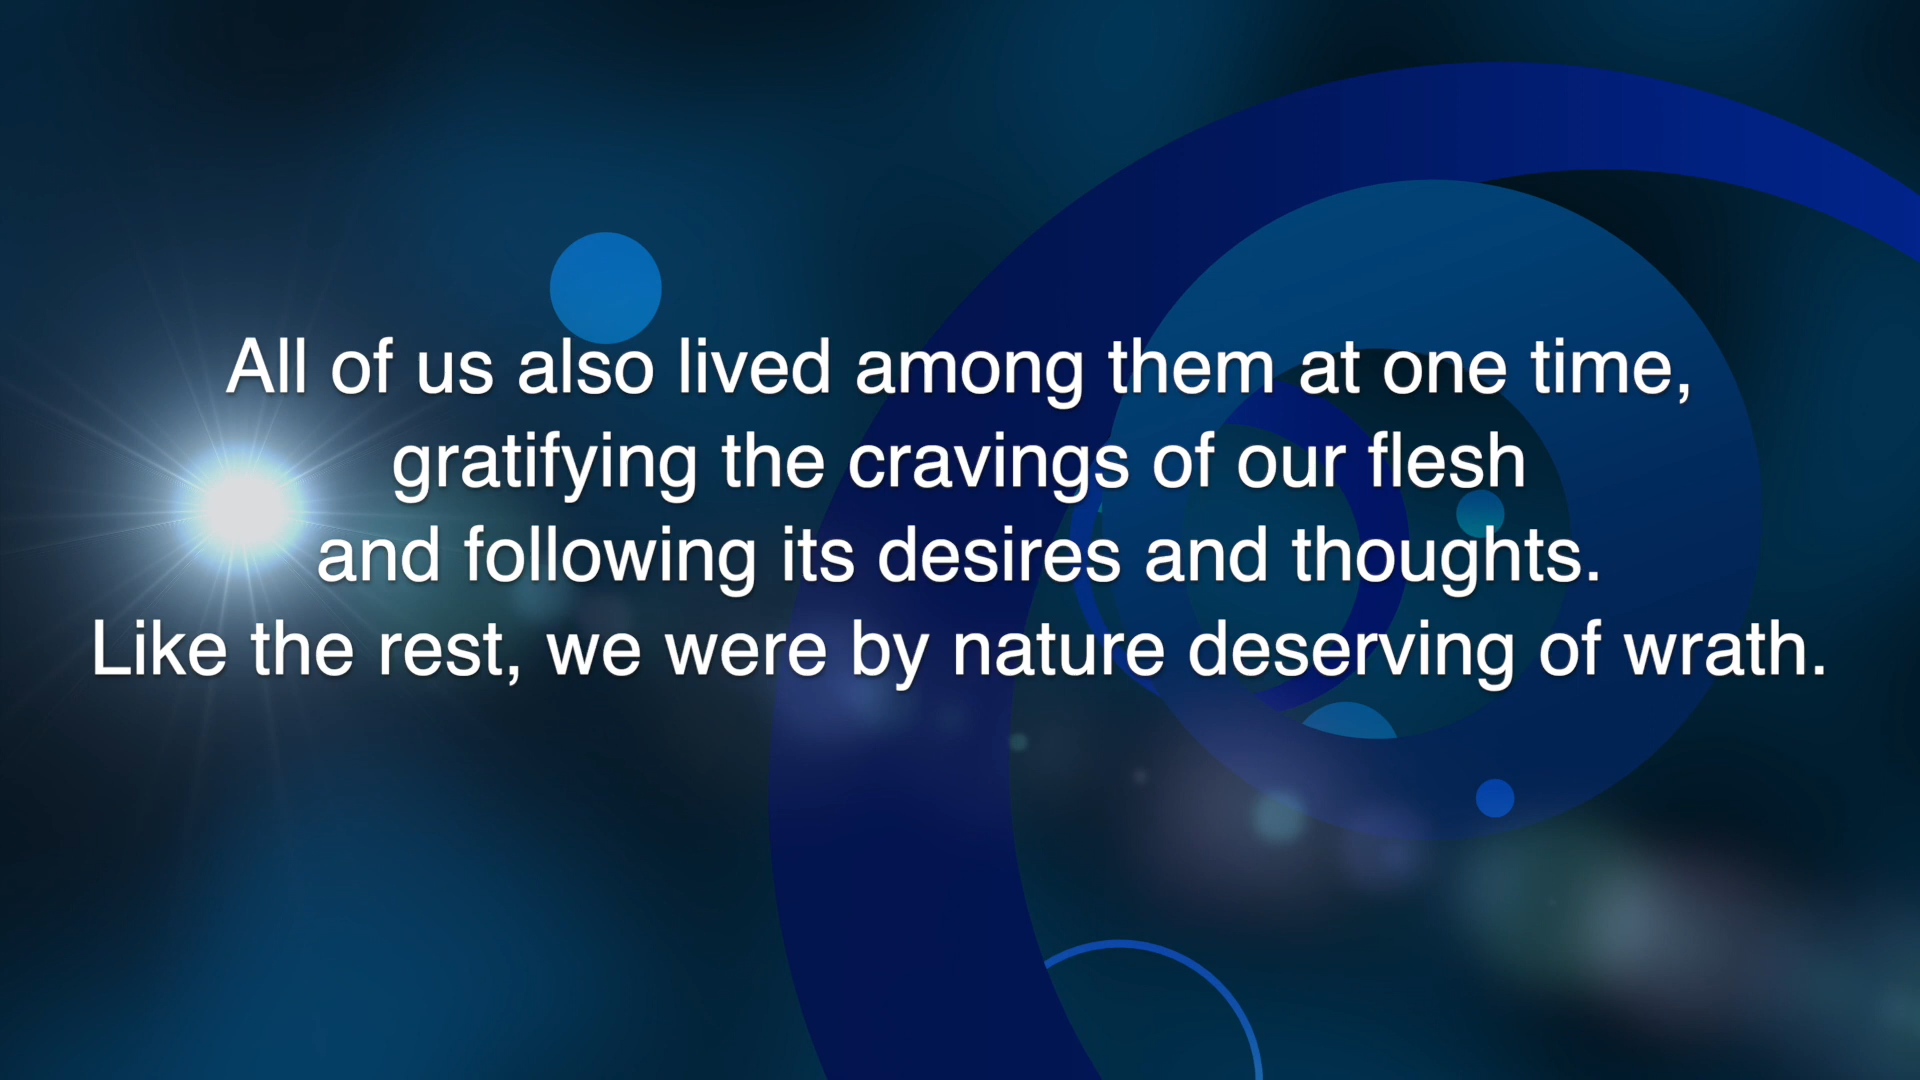 All of us also lived among them at one time,
gratifying the cravings of our flesh
and following its desires and thoughts.
Like the rest, we were by nature deserving of wrath.